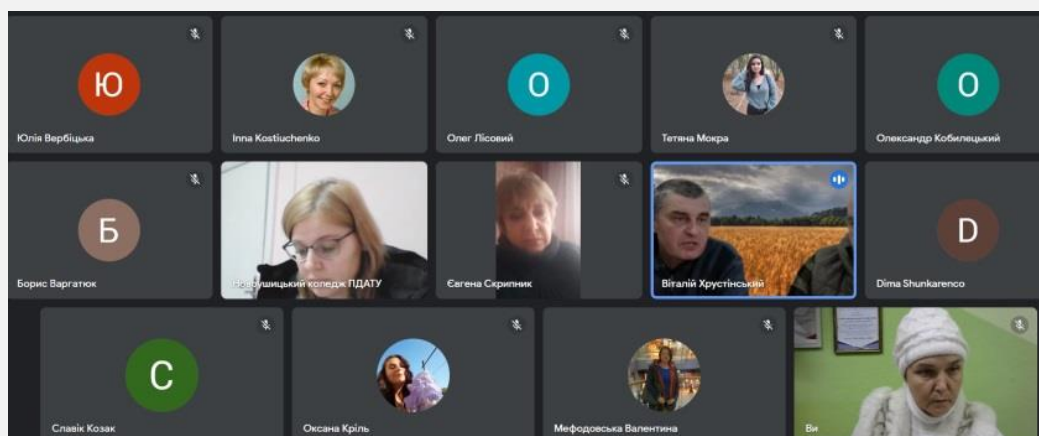 Ю
Юлія Вербіцька
Inna Kostiuchenko
О
Олег Лісовий
Тетяна Мокра
О
Олександр Кобилецький
Б
Борис Варгатюк
Новоушицький коледж ПДАТУ
Євгена Скрипник
Віталій Хрустінський
D
Dima Shunkarenco
С
Славік Козак
Оксана Кріль
Мефодовська Валентина
Ви